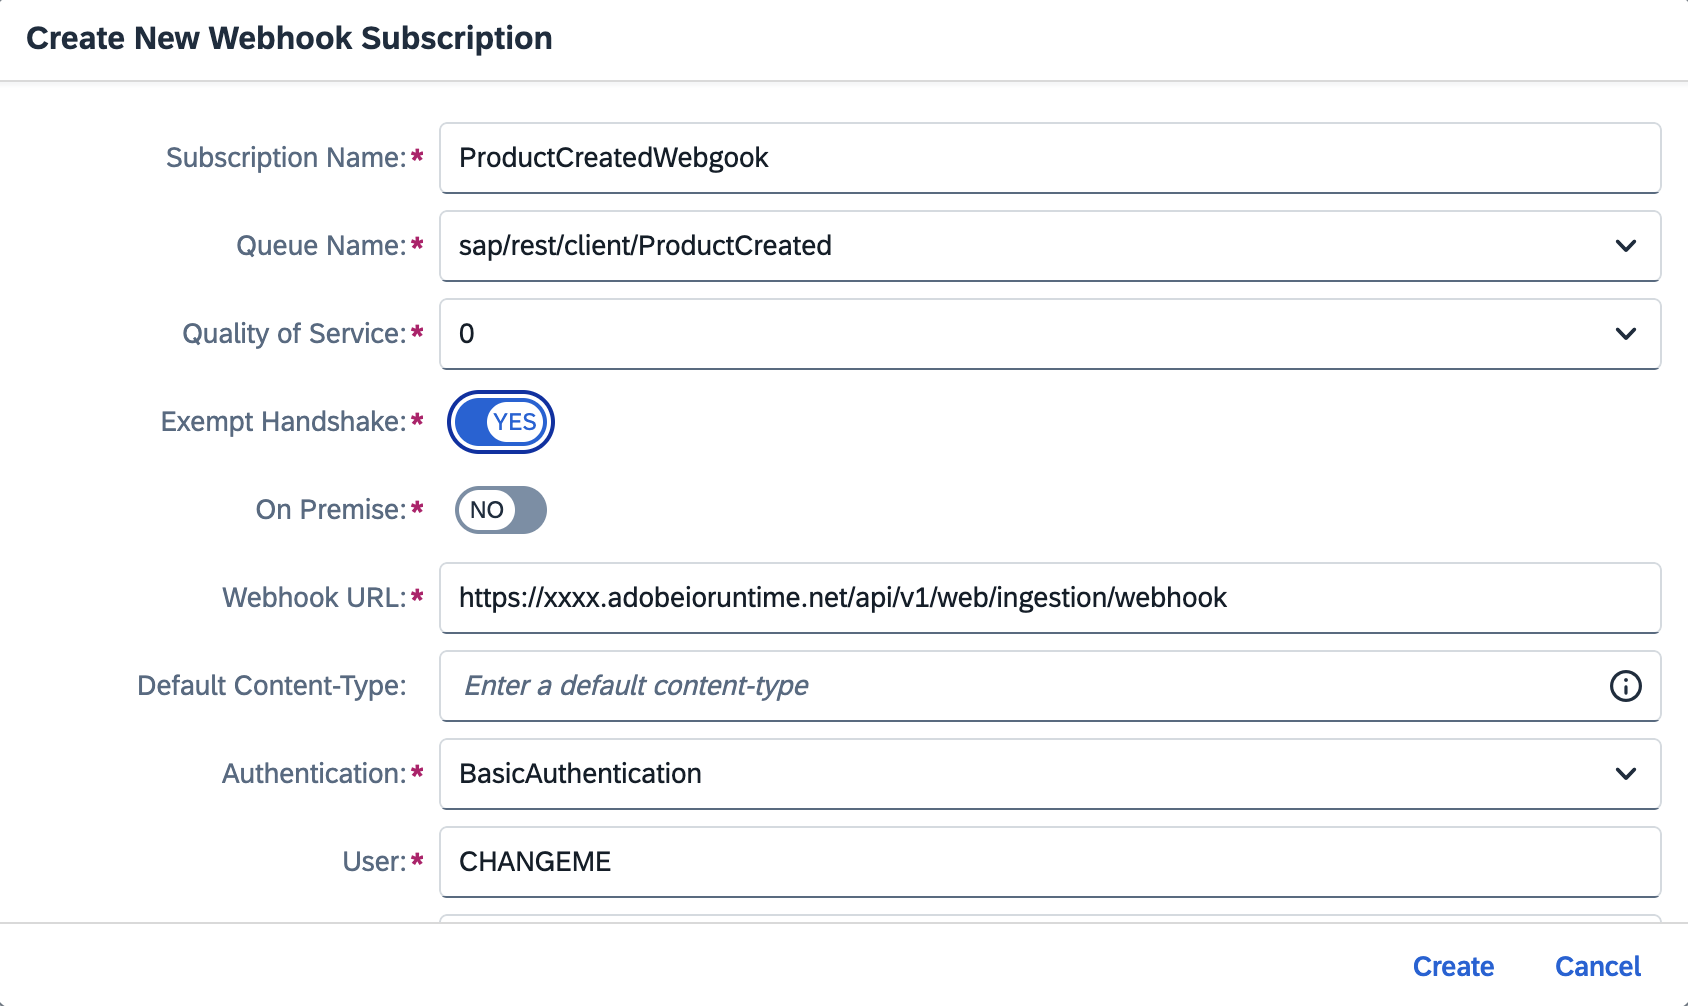 Create New Webhook Subscription
Subscription Name:* ProductCreatedWebgook
Queue Name:* sap/rest/client/ProductCreated
Quality of Service:* 0
Exempt Handshake:* YES
On Premise:* NO
Webhook URL:* https://xxxx.adobeioruntime.net/api/v1/web/ingestion/webhook
Default Content-Type: Enter a default content-type
Authentication:* BasicAuthentication
User:* CHANGEME
Create Cancel